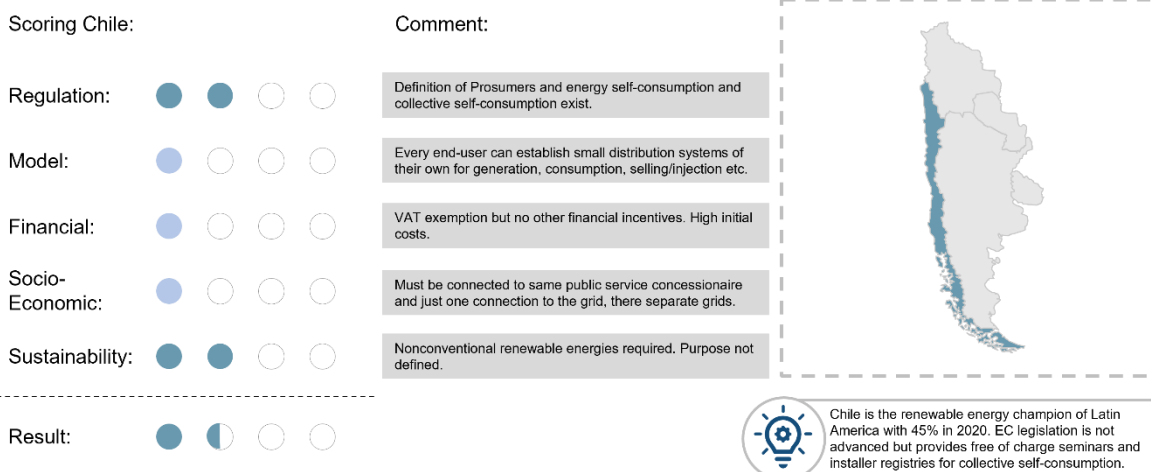 Scoring Chile:
Comment:
Regulation:
Definition of Prosumers and energy self-consumption and
collective self-consumption exist.
Model:
Every end-user can establish small distribution systems of
their own for generation, consumption, selling/injection etc.
Financial:
VAT exemption but no other financial incentives. High initial
costs.
Socio-
Economic:
Must be connected to same public service concessionaire
and just one connection to the grid, there separate grids.
Sustainability:
Nonconventional renewable energies required. Purpose not
defined.
Result:
Chile is the renewable energy champion of Latin
America with 45% in 2020. EC legislation is not
advanced but provides free of charge seminars and
installer registries for collective self-consumption.